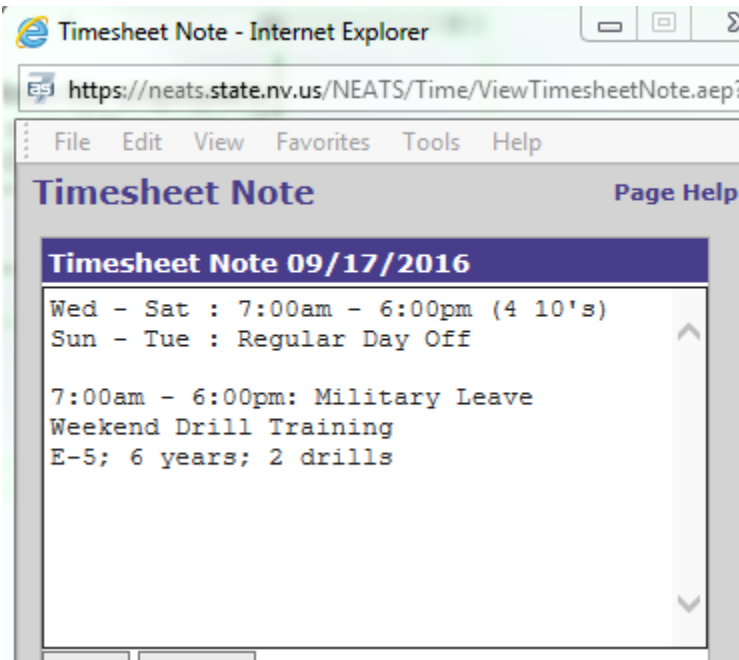 Timesheet Note - Internet Explorer
https://neats.state.nv.us/NEATS/Time/ViewTimesheetNote.aep?
File Edit View Favorites Tools Help
Timesheet Note Page Help
Timesheet Note 09/17/2016
Wed - Sat : 7:00am - 6:00pm (4 10's)
Sun - Tue : Regular Day Off
7:00am - 6:00pm: Military Leave
Weekend Drill Training
E-5; 6 years; 2 drills